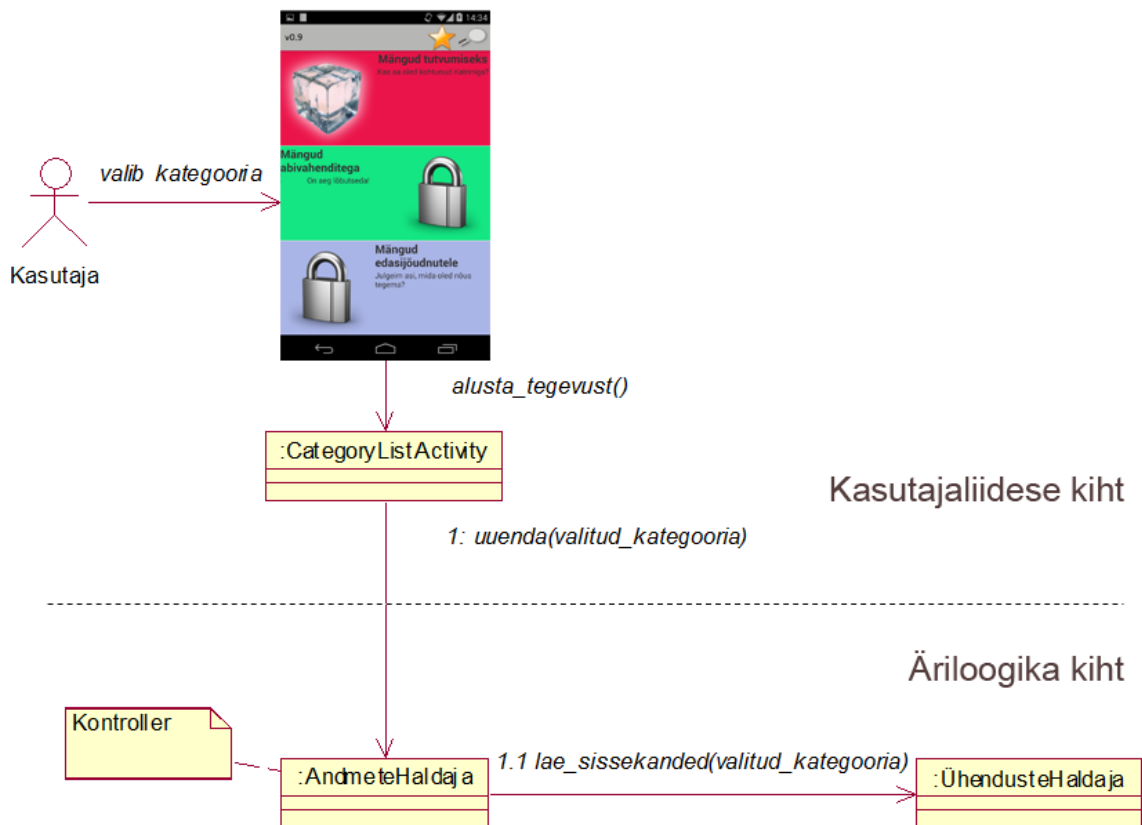 14:34
v0.9
Mängud tutvumiseks
Kas sa oled kohtunud
Mängud
abivahenditega
On aeg lõbutseda!
Mängud
edasijõudnutele
Julgeim asi, mida oled nõus
tegema?
valib kategooria
Kasutaja
alusta_tegevust()
:CategoryListActivity
Kasutajaliidese kiht
1: uuenda(valitud_kategooria)
Äriloogika kiht
Kontroller
1.1 lae_sissekanded(valitud_kategooria)
:AndmeteHaldaja
:ÜhendusteHaldaja